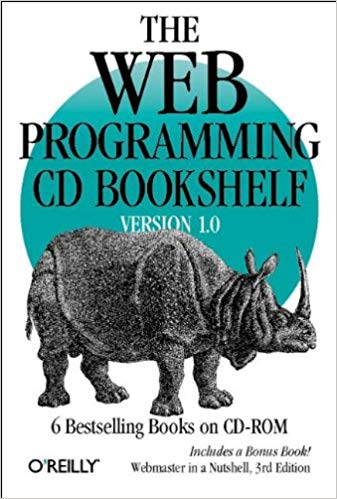 THE
WEB
PROGRAMMING
CD BOOKSHELF
VERSION 1.0
6 Bestselling Books on CD-ROM
Includes a Bonus Book!
O'REILLY
Webmaster in a Nutshell, 3rd Edition